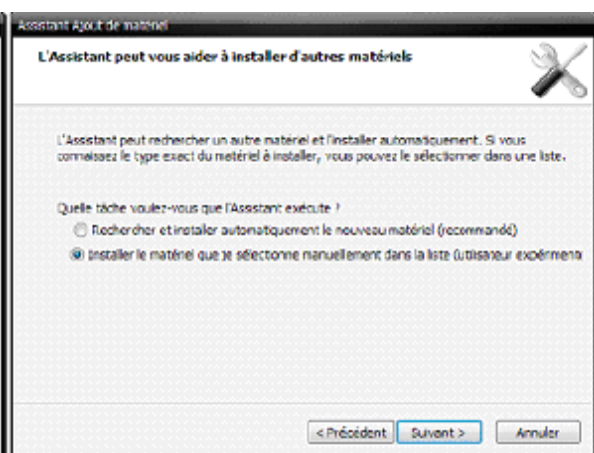 Assistant Ajout de matériel
L'Assistant peut vous aider à installer d'autres matériels
L'Assistant peut rechercher un autre matériel et l'installer automatiquement. Si vous
connaissez le type exact du matériel à installer, vous pouvez le sélectionner dans une liste.
Quelle tâche voulez-vous que l'Assistant exécute ?
Rechercher et installer automatiquement le nouveau matériel (recommandé)
Installer le matériel que je sélectionne manuellement dans la liste (utilisateur expérimenté
< Précédent
Suivant >
Annuler